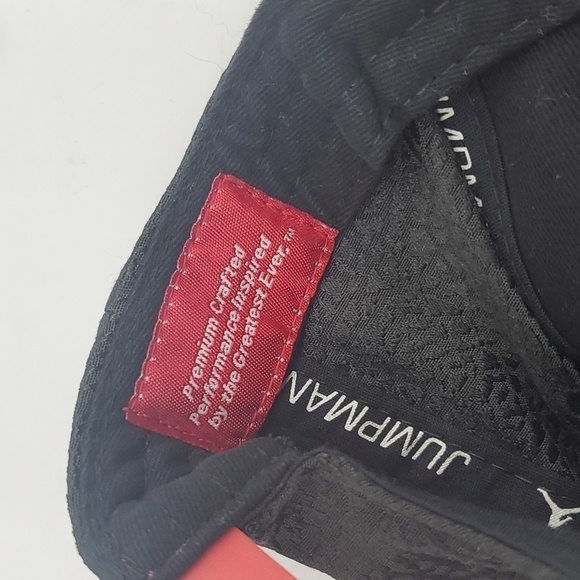 Premium Crafted
Performance Inspired
by the Greatest Ever.™
JUMPMAN